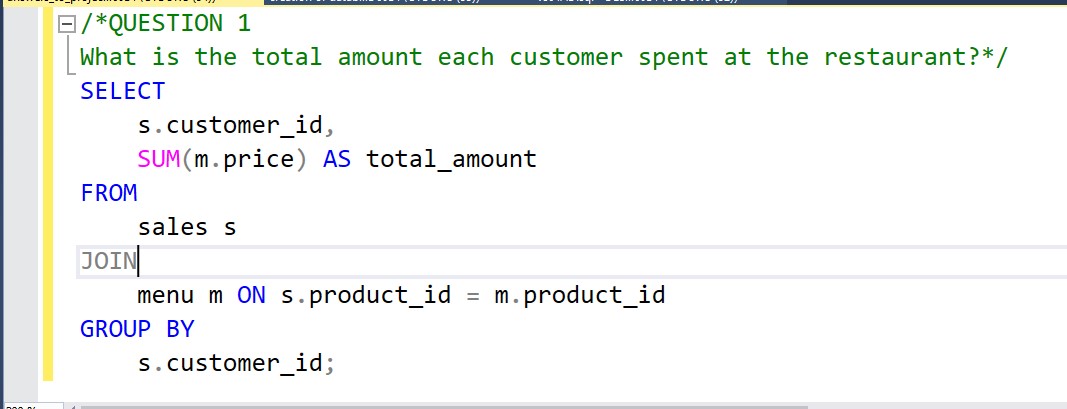 /*QUESTION 1
What is the total amount each customer spent at the restaurant?*/
SELECT
s.customer_id,
SUM(m.price) AS total_amount
FROM
sales s
JOIN
menu m ON s.product_id = m.product_id
GROUP BY
s.customer_id;